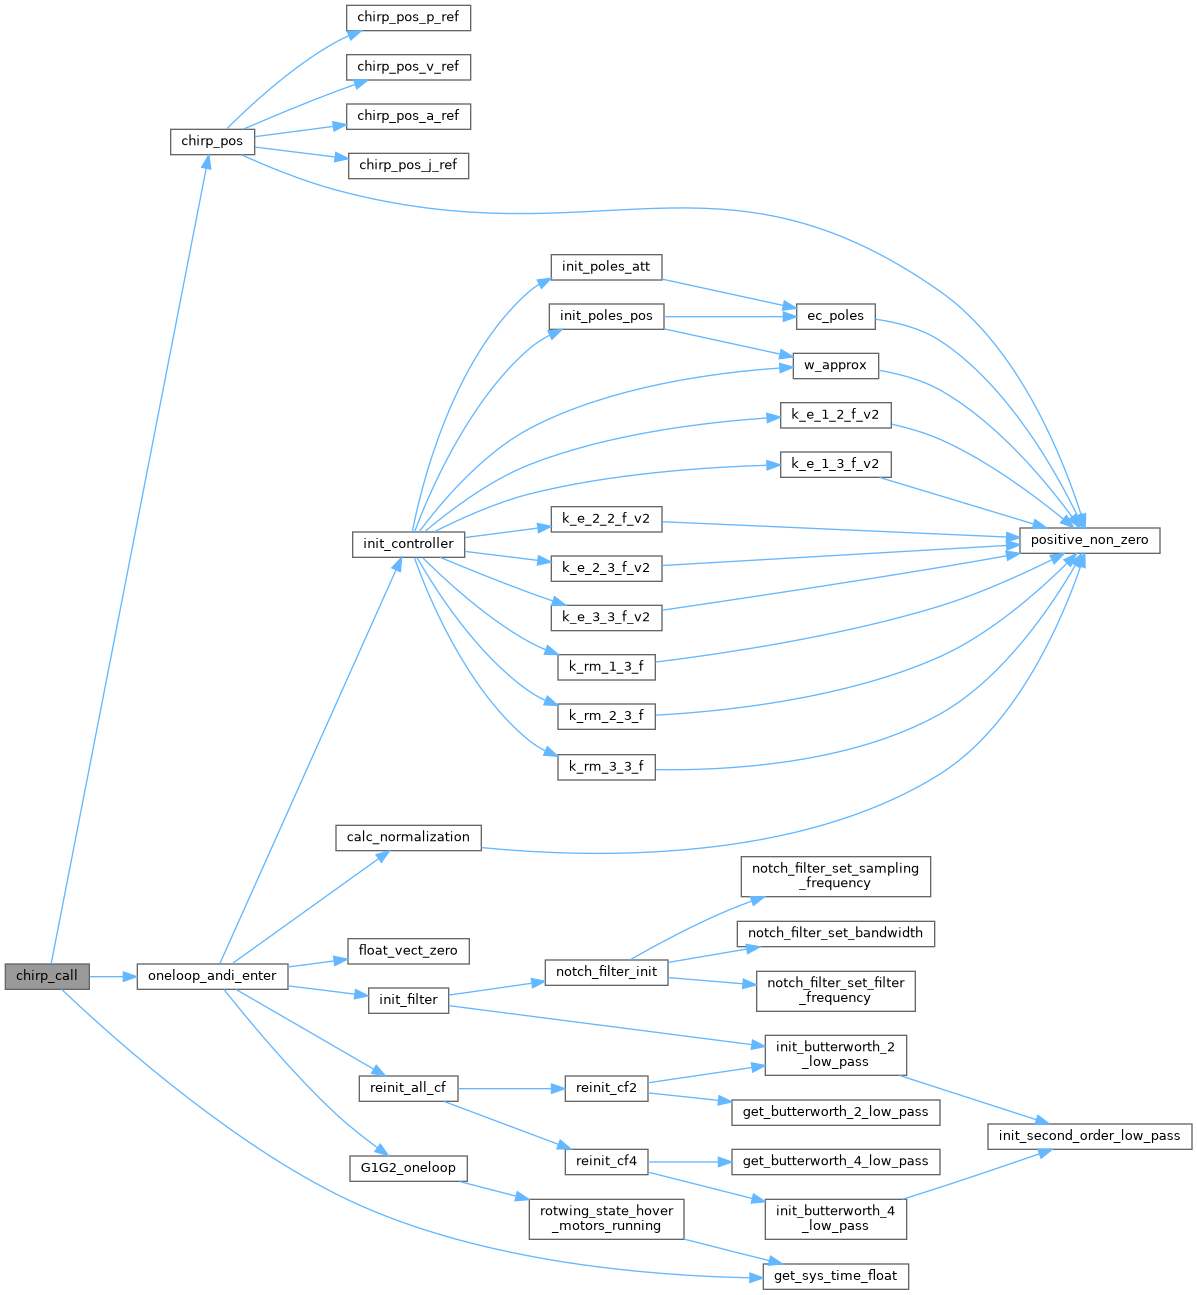 chirp_pos_p_ref
chirp_pos_v_ref
chirp_pos_a_ref
chirp_pos
chirp_pos_j_ref
init_poles_att
init_poles_pos
ec_poles
w_approx
k_e_1_2_f_v2
k_e_1_3_f_v2
k_e_2_2_f_v2
init_controller
positive_non_zero
k_e_2_3_f_v2
k_e_3_3_f_v2
k_rm_1_3_f
k_rm_2_3_f
k_rm_3_3_f
calc_normalization
notch_filter_set_sampling
_frequency
notch_filter_set_bandwidth
float_vect_zero
chirp_call
oneloop_andi_enter
notch_filter_init
notch_filter_set_filter
_frequency
init_filter
init_butterworth_2
_low_pass
reinit_all_cf
reinit_cf2
get_butterworth_2_low_pass
init_second_order_low_pass
G1G2_oneloop
reinit_cf4
get_butterworth_4_low_pass
rotwing_state_hover
_motors_running
init_butterworth_4
_low_pass
get_sys_time_float